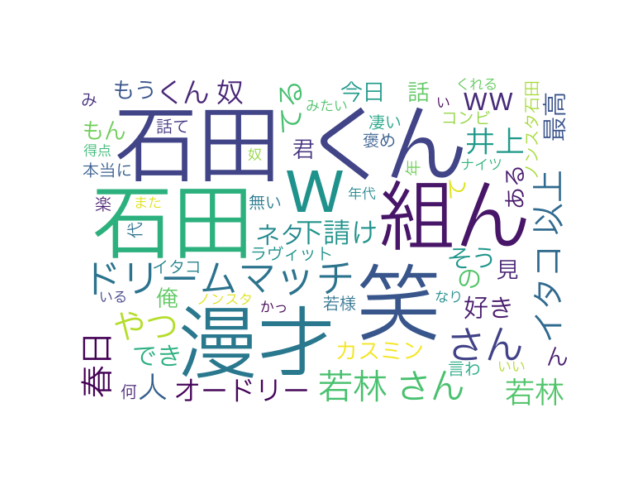 くれる
もう くん 奴 る 今日 話 ww ノンスタ石田
み みたい い コンビ 最高
石田 くん
もん 話て 君 凄い 褒め 井上
得点 奴 て 年 ナイツ
本当に w 組ん ある 以上
楽 石田 無い 年代 て
また 代 ネタ 下請け
イタコ ラヴィット そう 見 イタコ
ドリームマッチ 笑 の
いる 俺 ノンスタ かっ 若様 なり 好き
やつ 漫才 さん
春日 でき カスミン ん
言わ いい
何 人 オードリー 若林 さん 若林